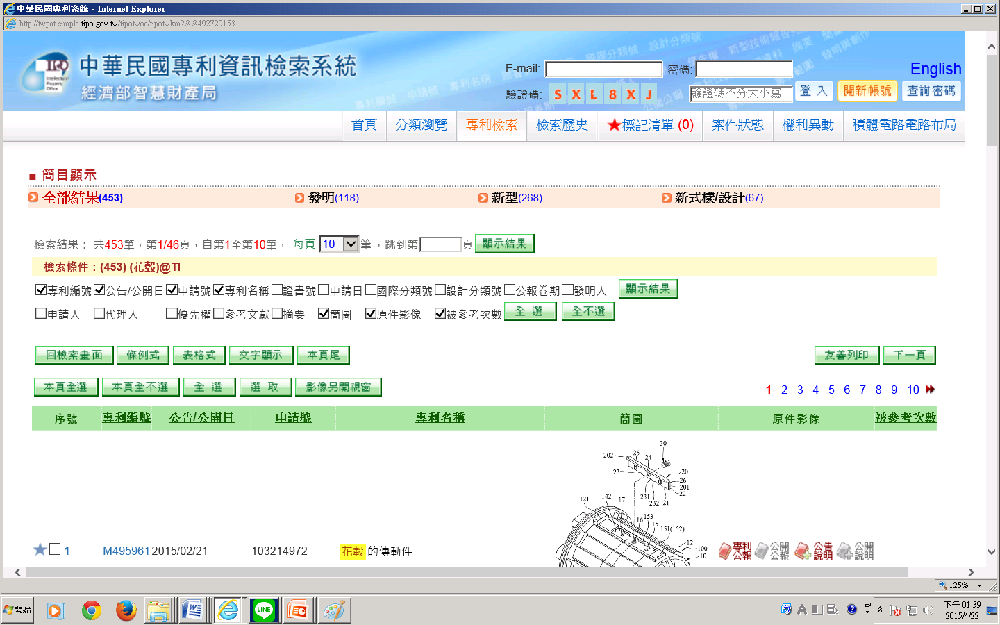 中華民國專利系統 - Internet Explorer
http://twpat-simple.tipo.gov.tw/tipotwoc/tipotwkm?@@492729153
中華民國專利資訊檢索系統
經濟部智慧財產局
E-mail: 密碼: English
驗證碼: S X L 8 X J 驗證碼不分大小寫 登 入 開新帳號 查詢密碼
首頁 分類瀏覽 專利檢索 檢索歷史 ★標記清單 (0) 案件狀態 權利異動 積體電路電路布局
簡目顯示
全部結果(453) 發明(118) 新型(268) 新式樣/設計(67)
檢索結果： 共453筆，第1/46頁，自第1至第10筆， 每頁 10 筆 ，跳到第 頁 顯示結果
檢索條件：(453) (花轂)@TI
專利編號 公告/公開日 申請號 專利名稱 證書號 申請日 國際分類號 設計分類號 公報卷期 發明人 顯示結果
申請人 代理人 優先權 參考文獻 摘要 簡圖 原件影像 被參考次數 全 選 全不選
回檢索畫面 條例式 表格式 文字顯示 本頁尾 友善列印 下一頁
本頁全選 本頁全不選 全 選 選 取 影像另開視窗 1 2 3 4 5 6 7 8 9 10
序號 專利編號 公告/公開日 申請號 專利名稱 簡圖 原件影像 被參考次數
30
202 25 24
23 20
26
201
22
231 232 21
121 142 17
16 153 15 151(152)
12
100
10
1 M495961 2015/02/21 103214972 花轂 的傳動件 專利公報 公開公報 公告說明 公開說明
125%
開始 LINE 下午 01:39
2015/4/22